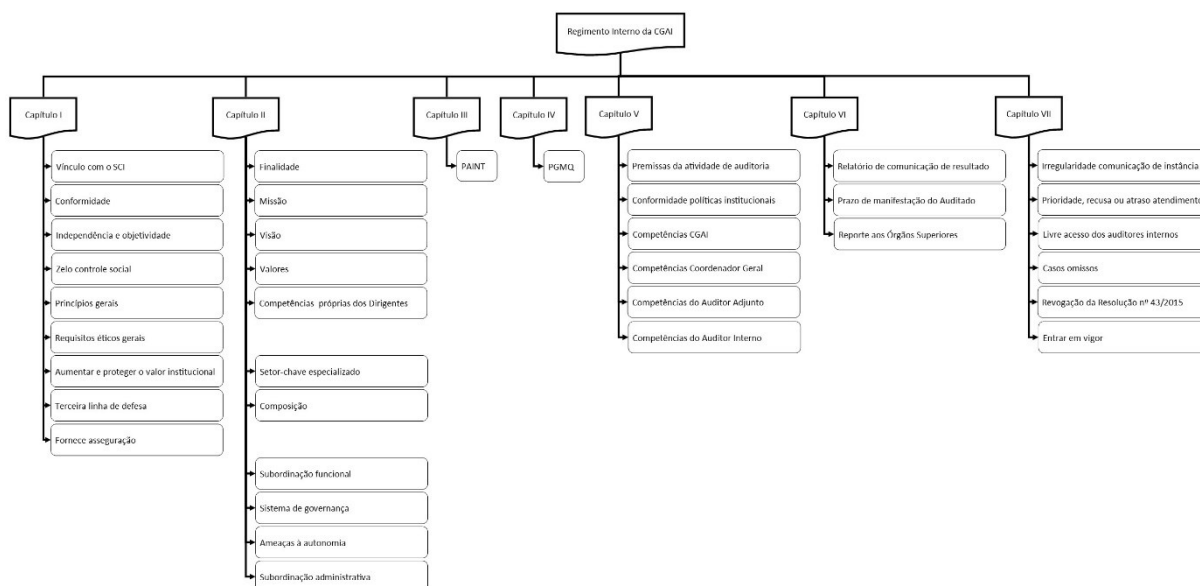 Regimento Interno da CGAI
Capítulo I
Vínculo com o SCI
Conformidade
Independência e objetividade
Zelo controle social
Princípios gerais
Requisitos éticos gerais
Aumentar e proteger o valor institucional
Terceira linha de defesa
Fornece asseguração
Capítulo II
Finalidade
Missão
Visão
Valores
Competências próprias dos Dirigentes
Setor-chave especializado
Composição
Subordinação funcional
Sistema de governança
Ameaças à autonomia
Subordinação administrativa
Capítulo III
PAINT
Capítulo IV
PGMQ
Capítulo V
Premissas da atividade de auditoria
Conformidade políticas institucionais
Competências CGAI
Competências Coordenador Geral
Competências do Auditor Adjunto
Competências do Auditor Interno
Capítulo VI
Relatório de comunicação de resultado
Prazo de manifestação do Auditado
Reporte aos Órgãos Superiores
Capítulo VII
Irregularidade comunicação de instância
Prioridade, recusa ou atraso atendimento
Livre acesso dos auditores internos
Casos omissos
Revogação da Resolução nº 43/2015
Entrar em vigor